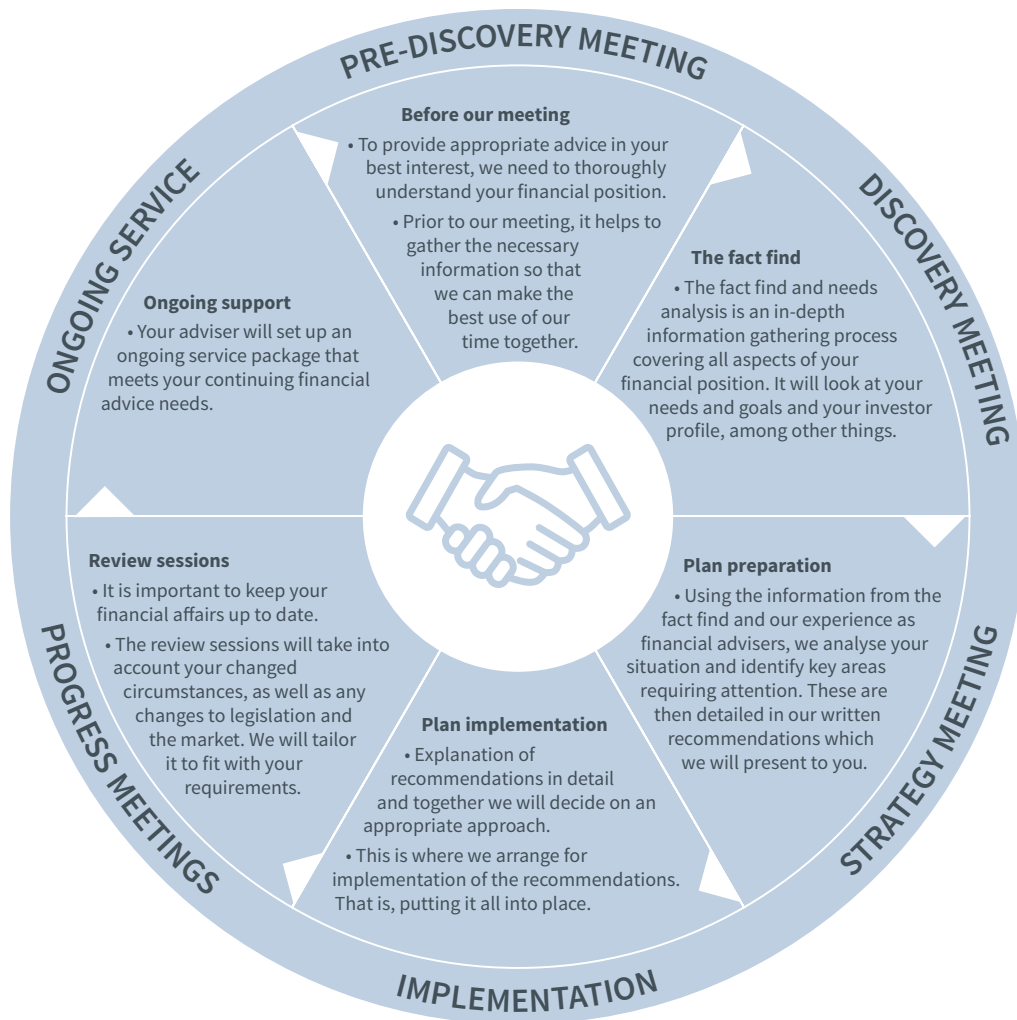 PRE-DISCOVERY MEETING
Before our meeting
• To provide appropriate advice in your
best interest, we need to thoroughly
understand your financial position.
• Prior to our meeting, it helps to
gather the necessary
information so that
we can make the
best use of our
time together.
DISCOVERY MEETING
The fact find
• The fact find and needs
analysis is an in-depth
information gathering process
covering all aspects of your
financial position. It will look at your
needs and goals and your investor
profile, among other things.
STRATEGY MEETING
Plan preparation
• Using the information from the
fact find and our experience as
financial advisers, we analyse your
situation and identify key areas
requiring attention. These are
then detailed in our written
recommendations which
we will present to you.
IMPLEMENTATION
Plan implementation
• Explanation of
recommendations in detail
and together we will decide on an
appropriate approach.
• This is where we arrange for
implementation of the recommendations.
That is, putting it all into place.
PROGRESS MEETINGS
Review sessions
• It is important to keep your
financial affairs up to date.
• The review sessions will take into
account your changed
circumstances, as well as any
changes to legislation and
the market. We will tailor
it to fit with your
requirements.
ONGOING SERVICE
Ongoing support
• Your adviser will set up an
ongoing service package that
meets your continuing financial
advice needs.